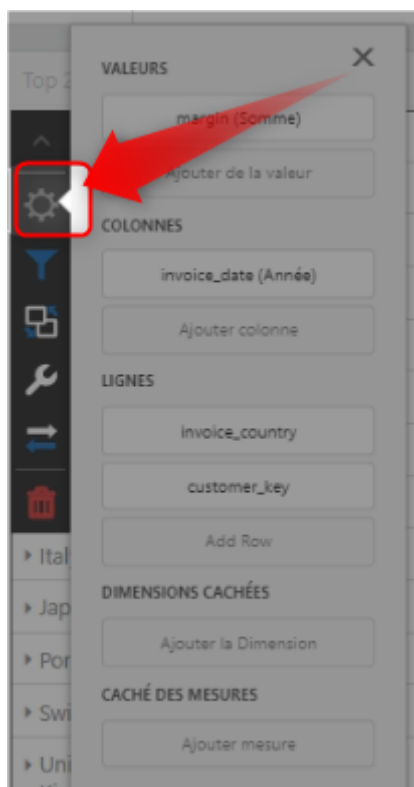 Top 2
VALEURS
margin (Somme)
Ajouter de la valeur
COLONNES
invoice_date (Année)
Ajouter colonne
LIGNES
invoice_country
customer_key
Add Row
DIMENSIONS CACHÉES
Ajouter la Dimension
CACHÉ DES MESURES
Ajouter mesure
Ital
Jap
Por
Swi
Uni